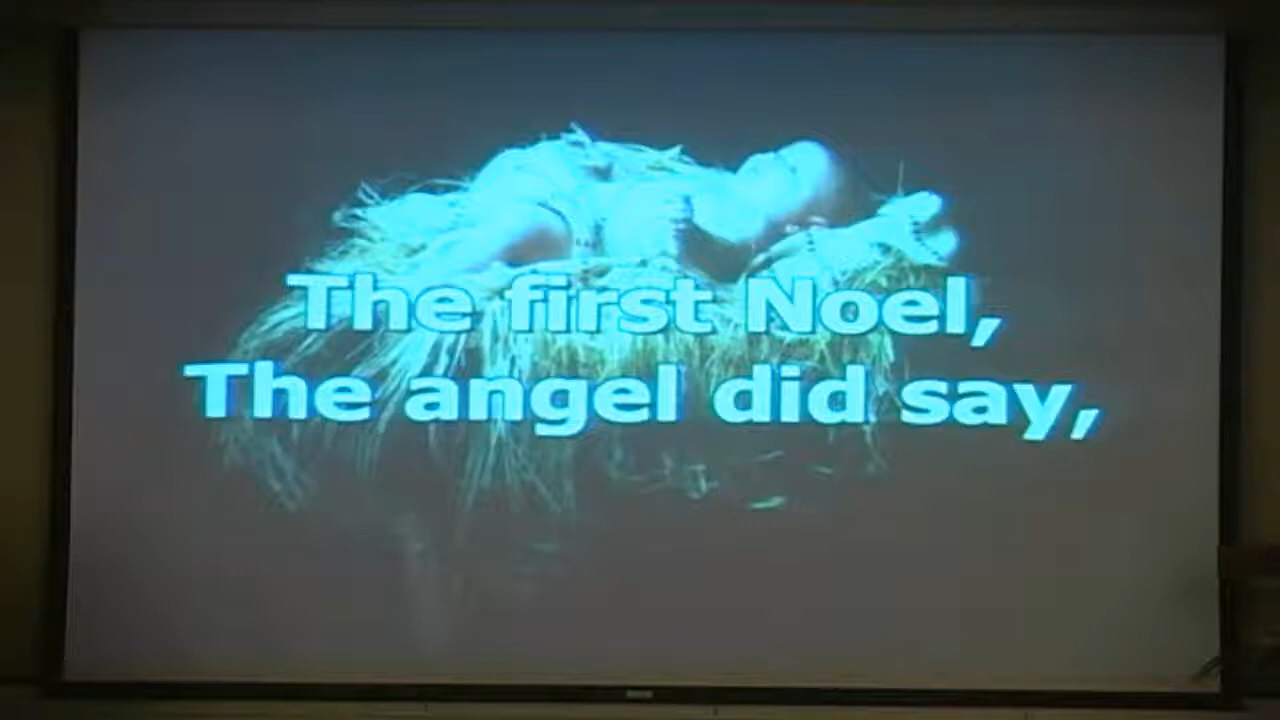 The first Noel,
The angel did say,